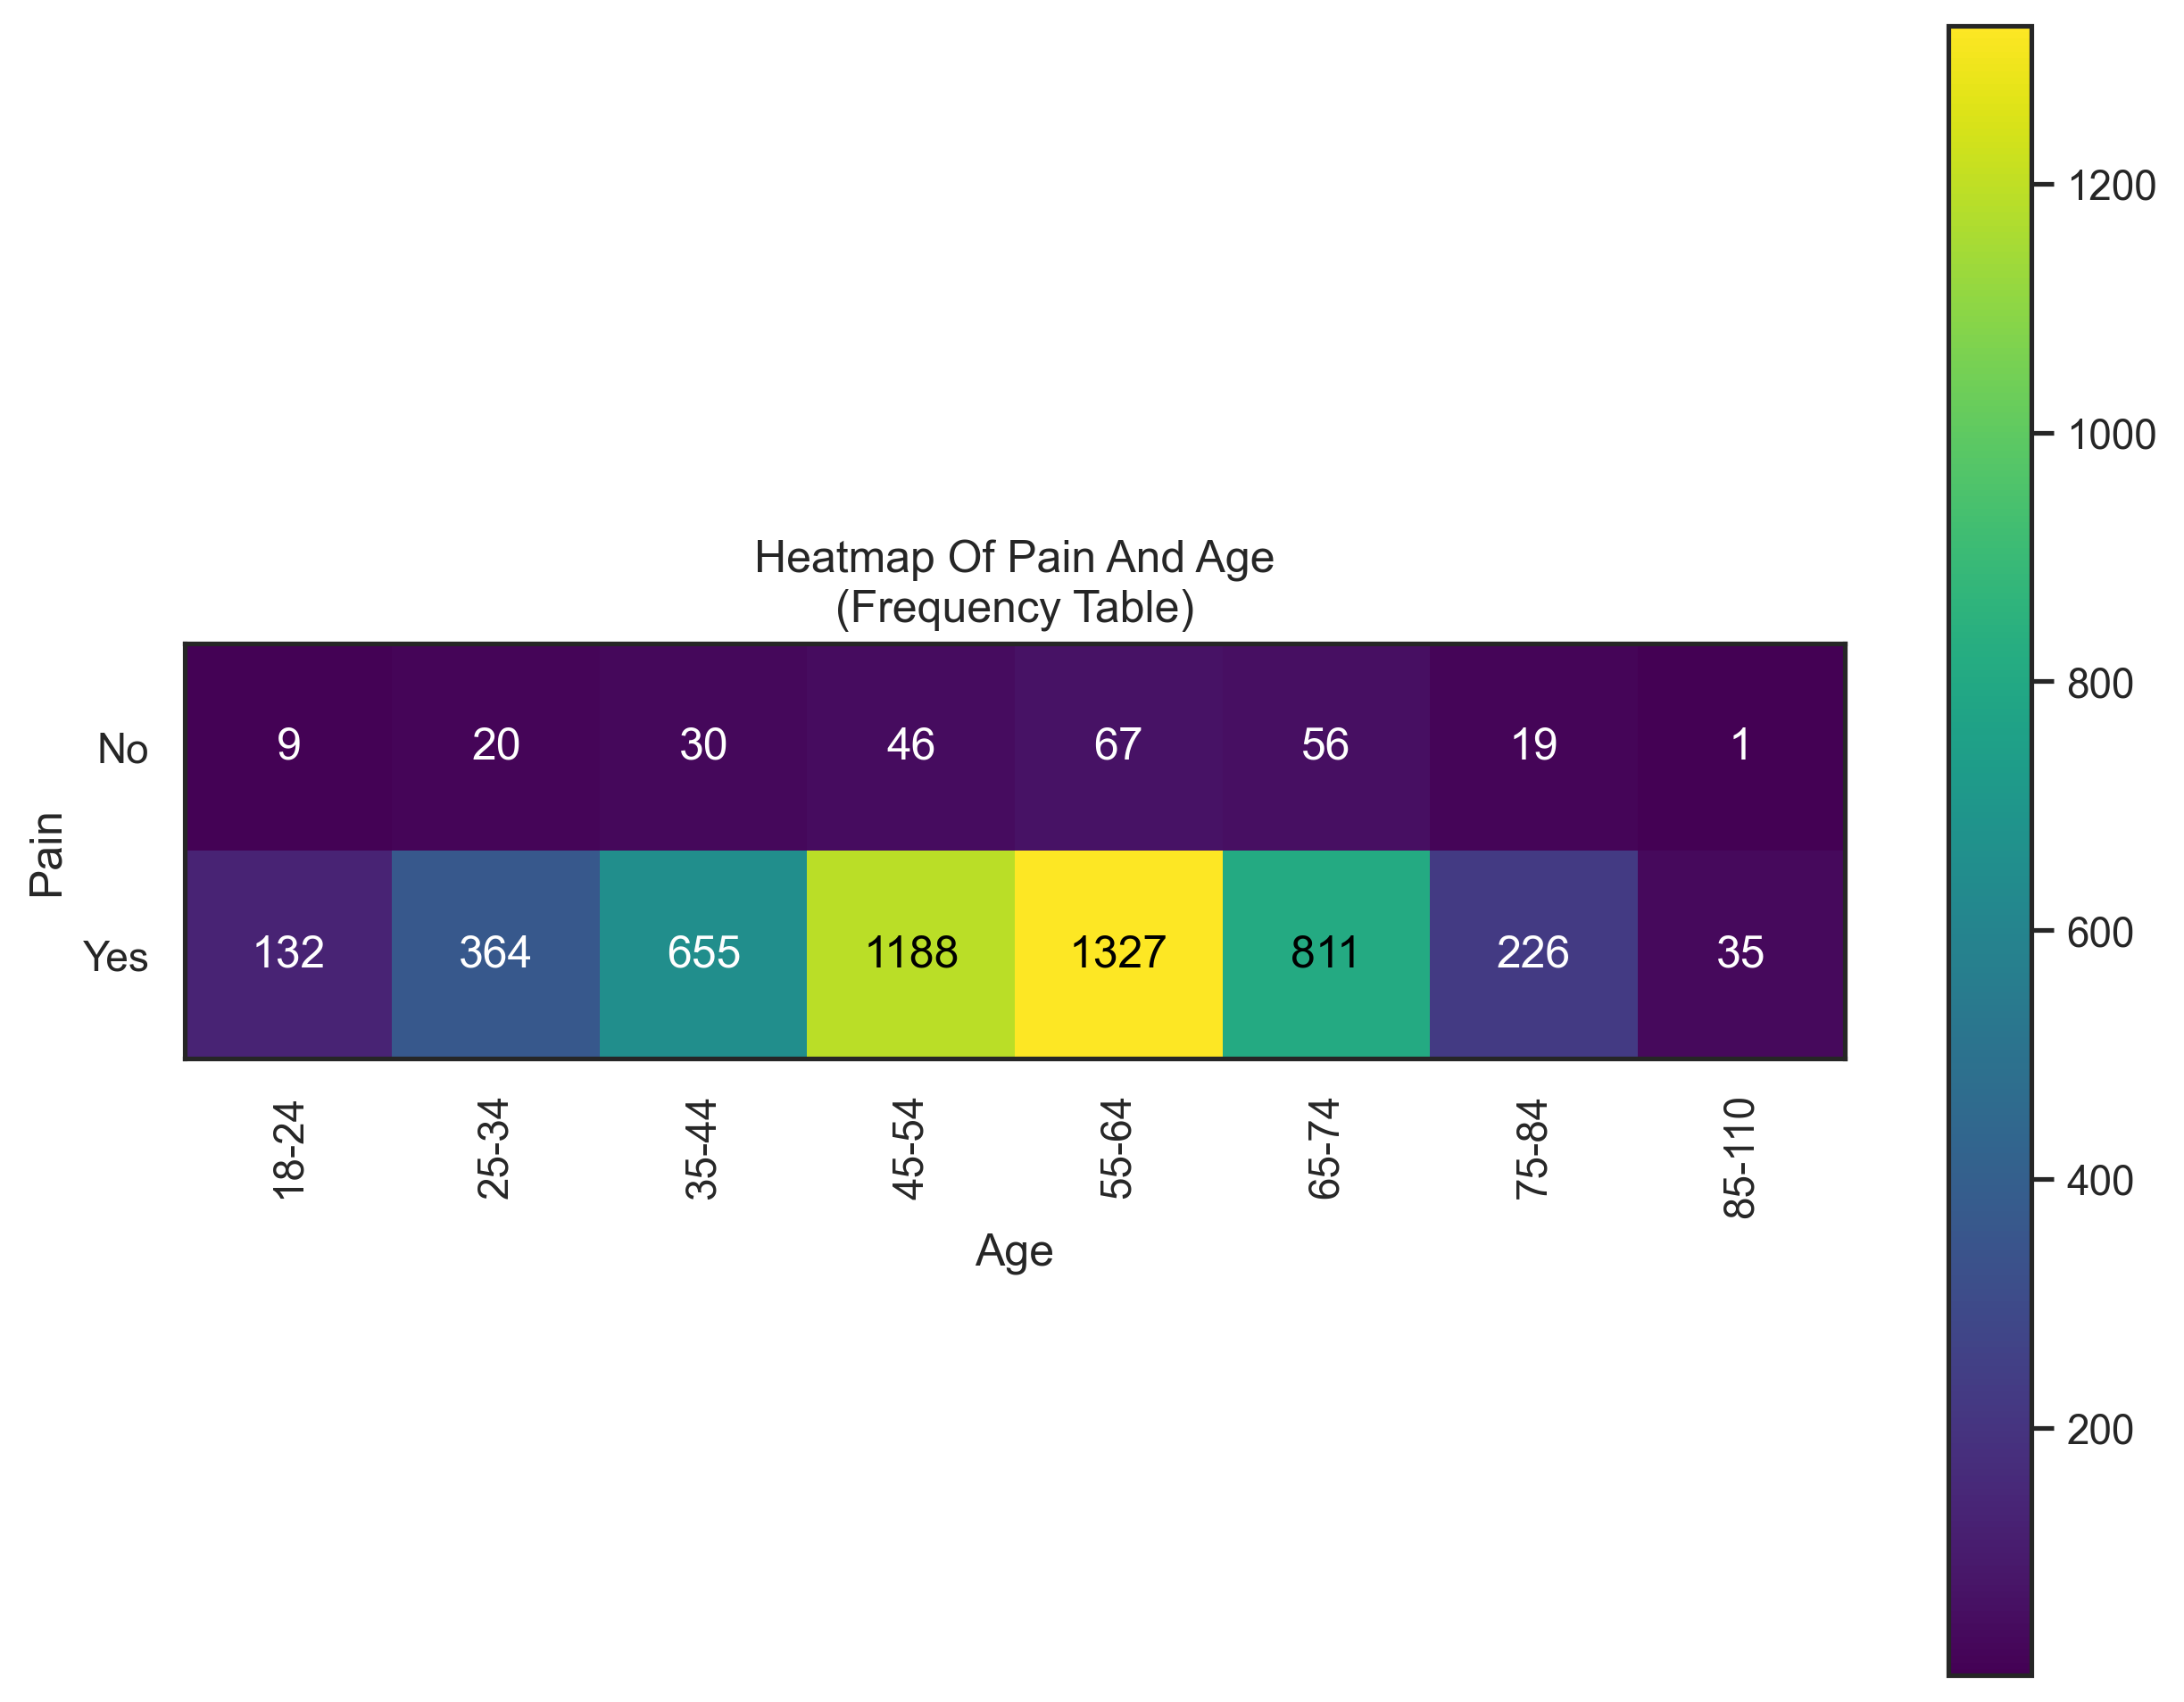 Heatmap Of Pain And Age
(Frequency Table)
Pain
No
9 20 30 46 67 56 19 1
Yes
132 364 655 1188 1327 811 226 35
18-24 25-34 35-44 45-54 55-64 65-74 75-84 85-110
Age
1200
1000
800
600
400
200